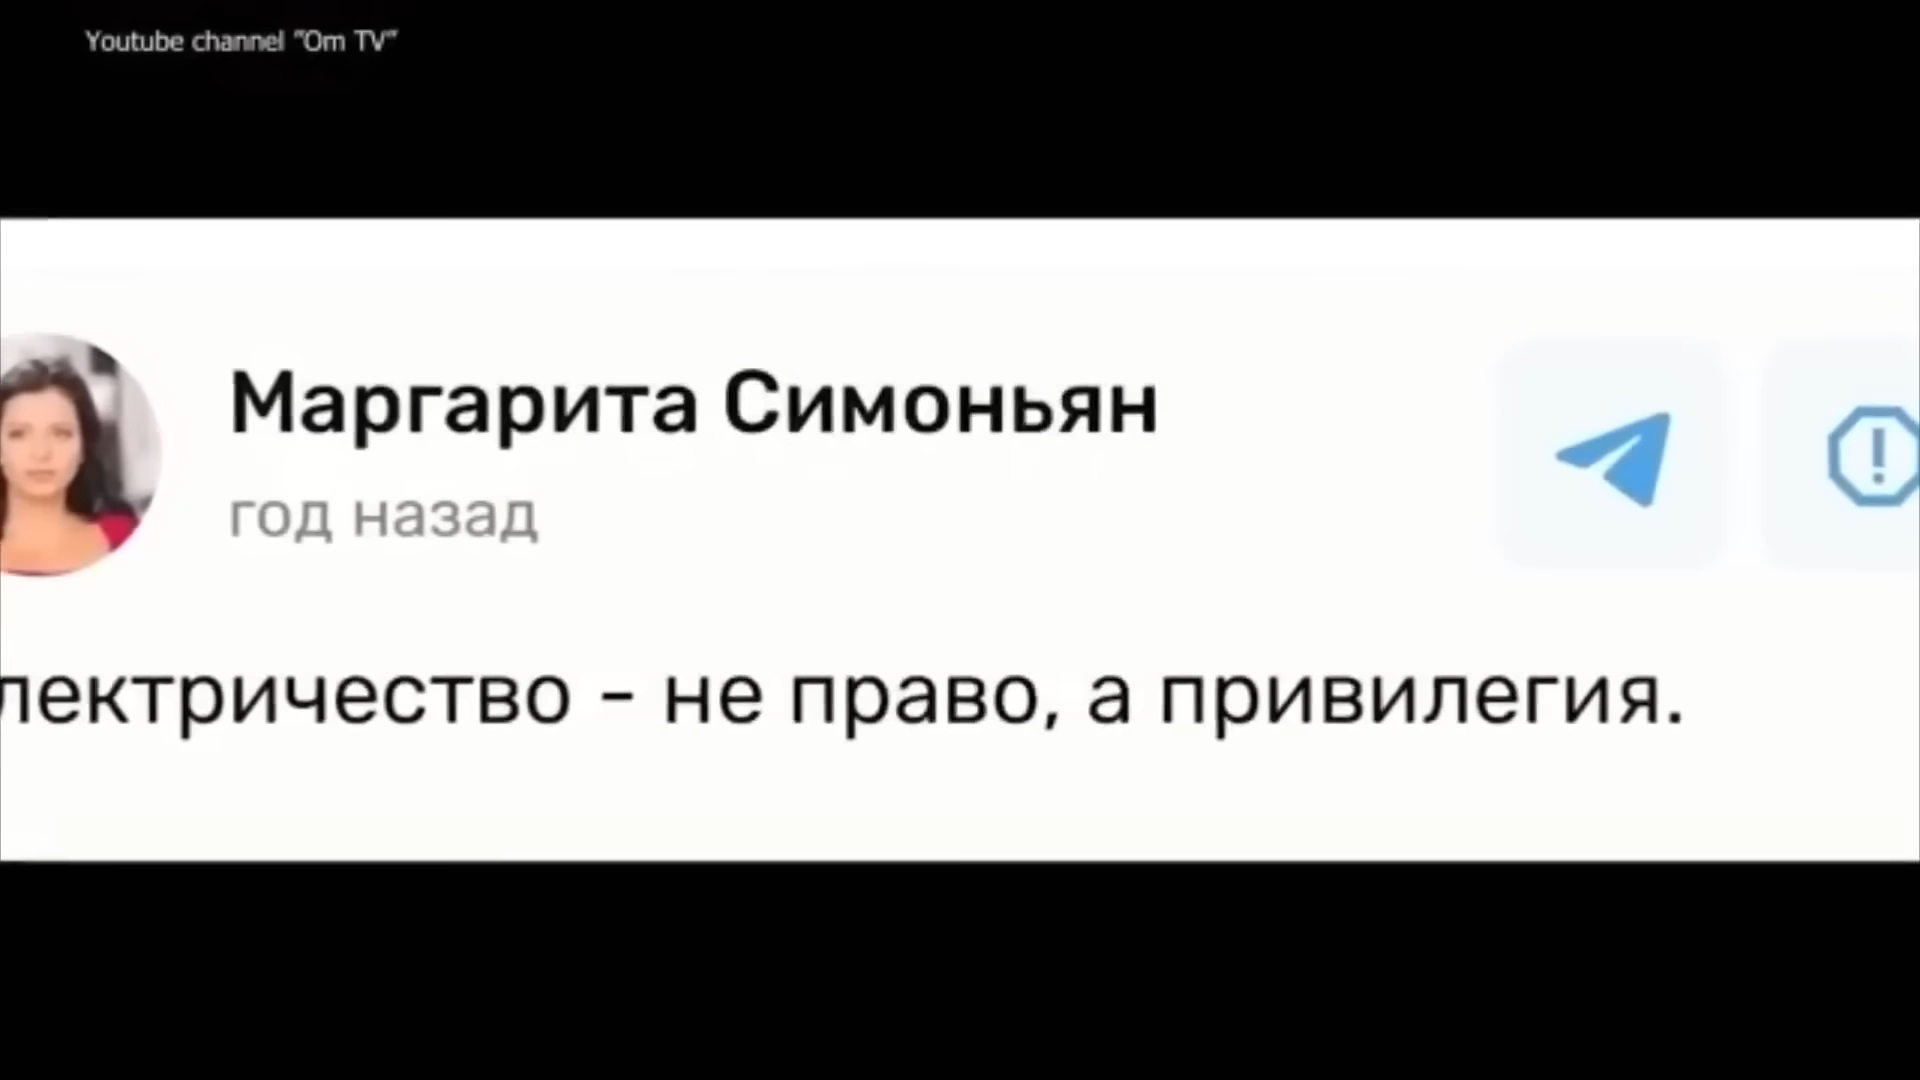 Youtube channel "Om TV"
Маргарита Симоньян
год назад
лектричество - не право, а привилегия.